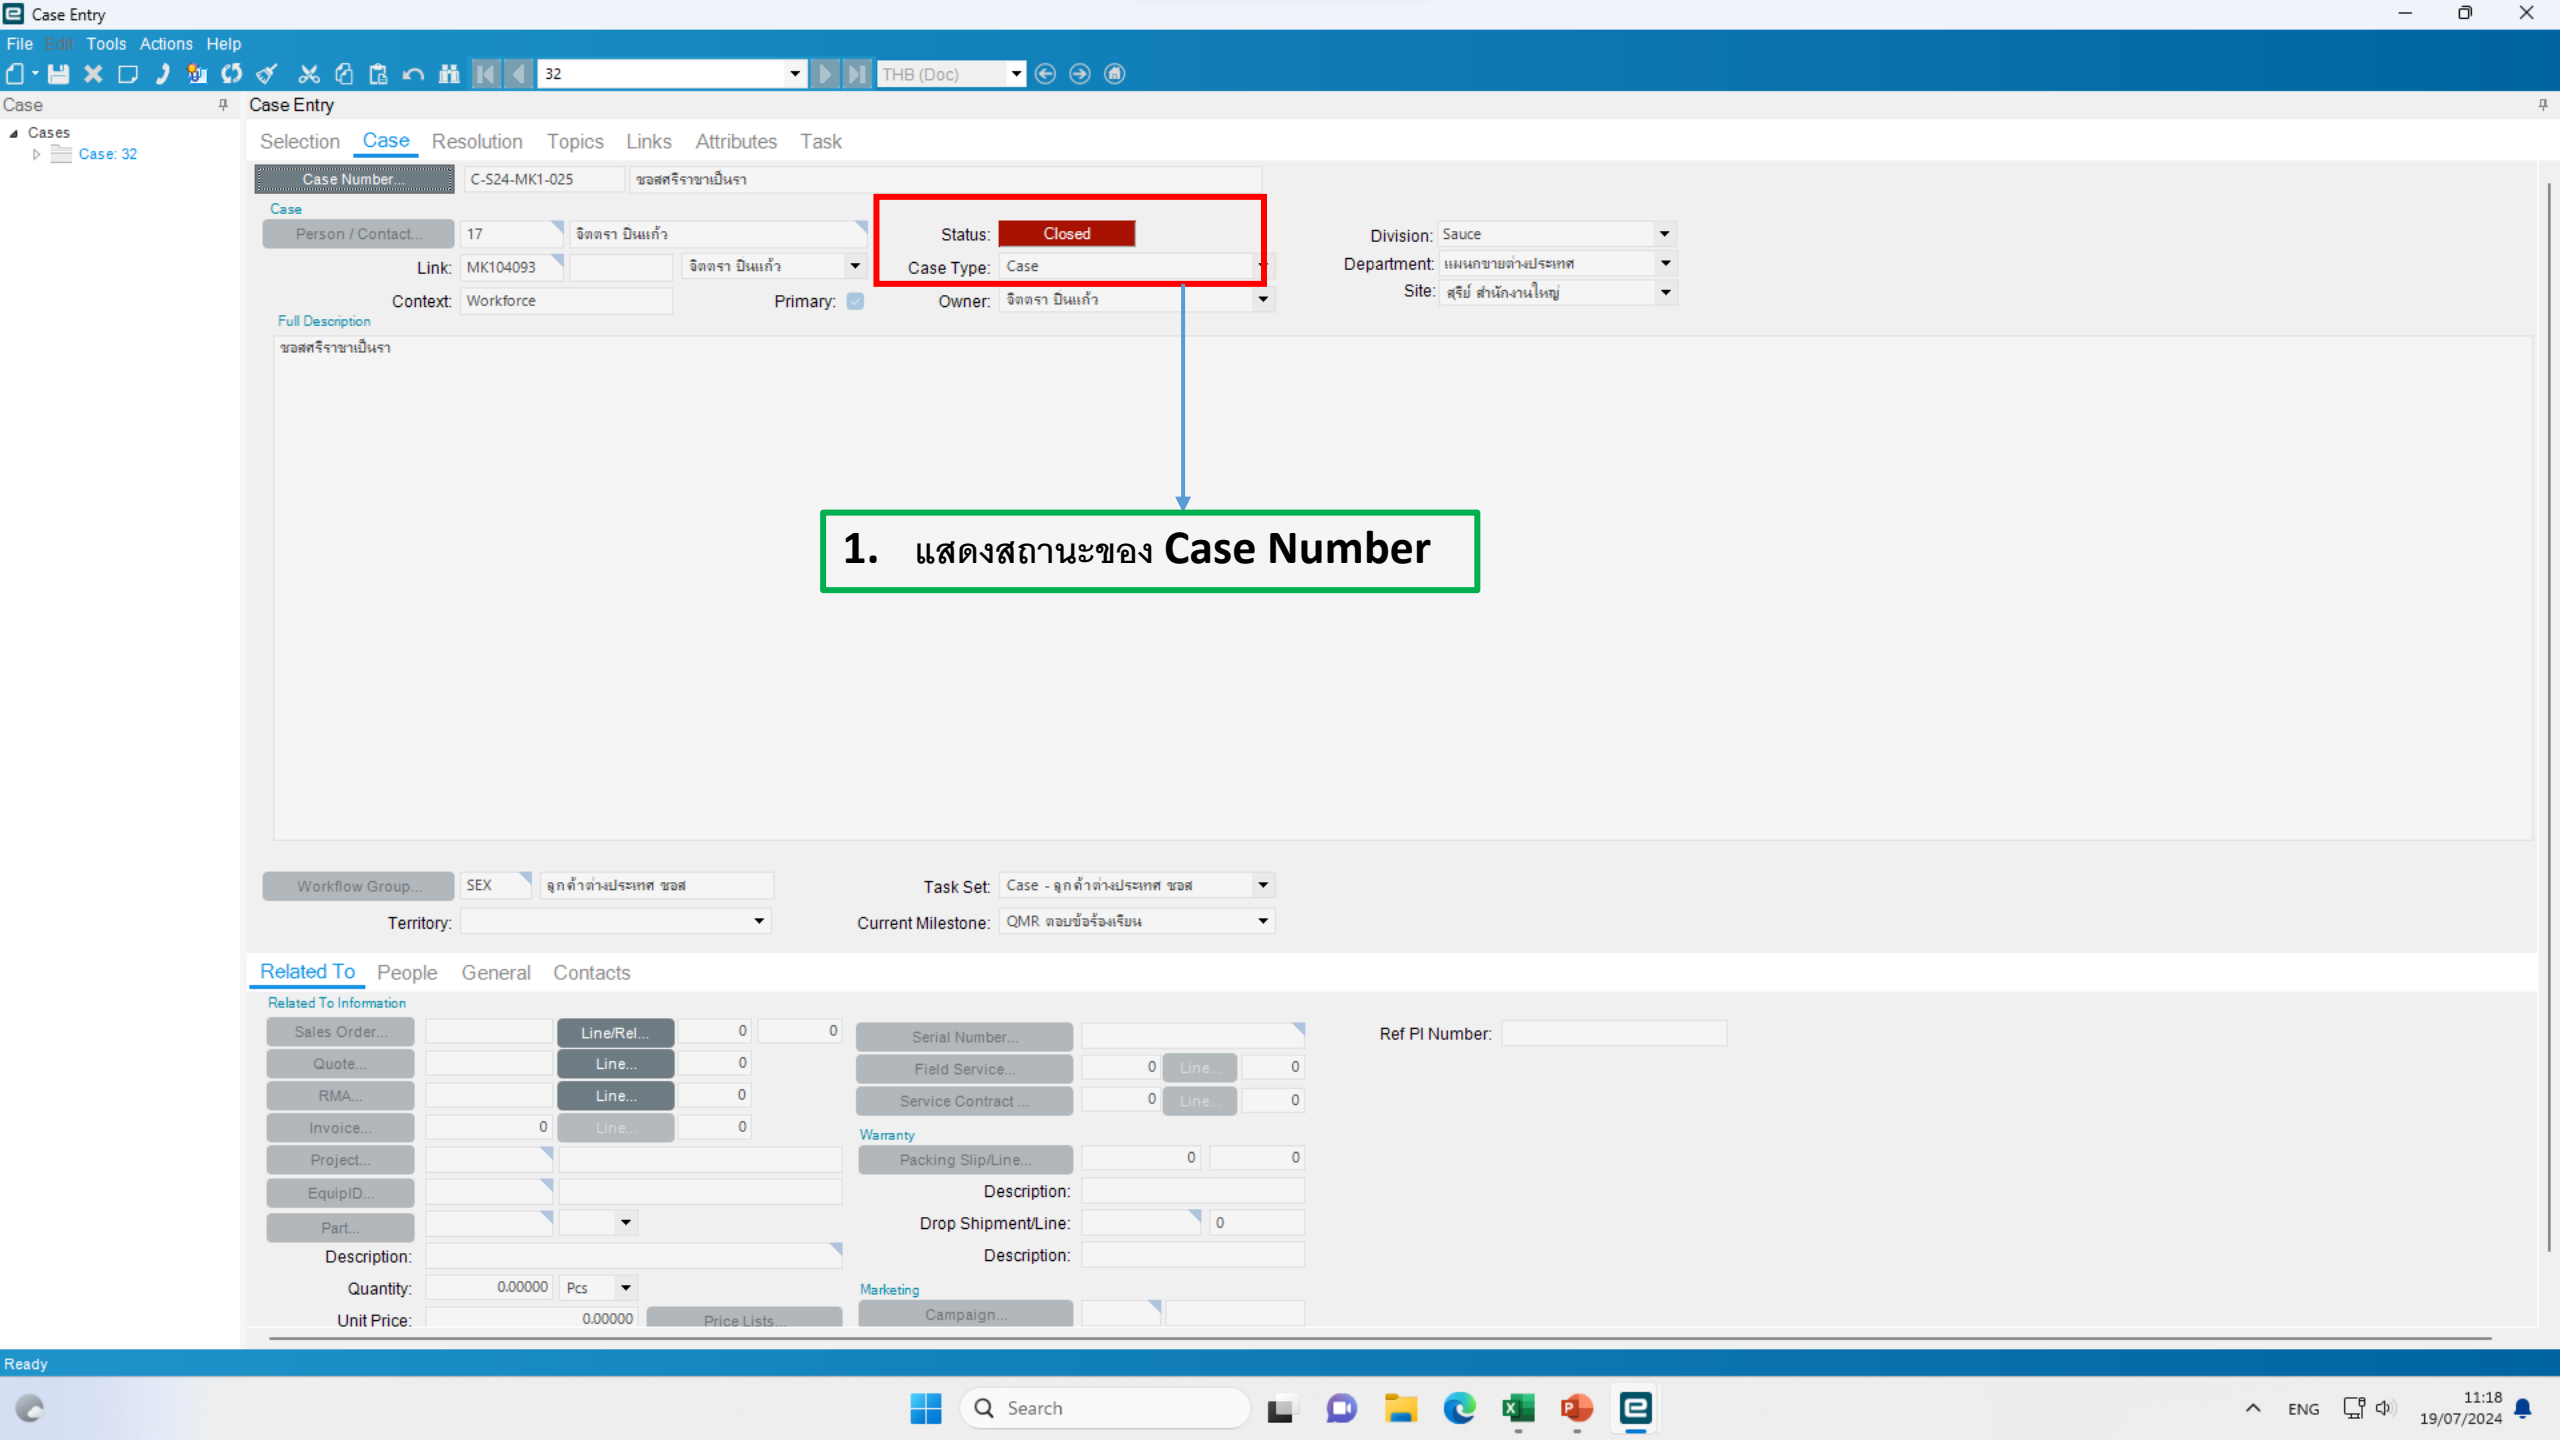 Case Entry
File Edit Tools Actions Help
32 THB (Doc)
Case
Case Entry
Cases
Case: 32
Selection Case Resolution Topics Links Attributes Task
Case Number... C-S24-MK1-025 ซอสศรีราชาเป็นรา
Case
Person / Contact... 17 จิตตรา ปินแก้ว Status: Closed Division: Sauce
Link: MK104093 จิตตรา ปินแก้ว Case Type: Case Department: แผนกขายต่างประเทศ
Context: Workforce Primary: Owner: จิตตรา ปินแก้ว Site: สุรีย์ สำนักงานใหญ่
Full Description
ซอสศรีราชาเป็นรา
1. แสดงสถานะของ Case Number
Workflow Group... SEX ลูกค้าต่างประเทศ ซอส Task Set: Case - ลูกค้าต่างประเทศ ซอส
Territory: Current Milestone: QMR ตอบข้อร้องเรียน
Related To People General Contacts
Related To Information
Sales Order... Line/Rel... 0 0 Serial Number... Ref PI Number:
Quote... Line... 0 Field Service... 0 Line... 0
RMA... Line... 0 Service Contract ... 0 Line... 0
Invoice... 0 Line... 0
Warranty
Project... Packing Slip/Line... 0 0
EquipID... Description:
Part... Drop Shipment/Line: 0
Description: Description:
Quantity: 0.00000 Pcs
Marketing
Unit Price: 0.00000 Price Lists... Campaign...
Ready
Search
ENG
11:18
19/07/2024